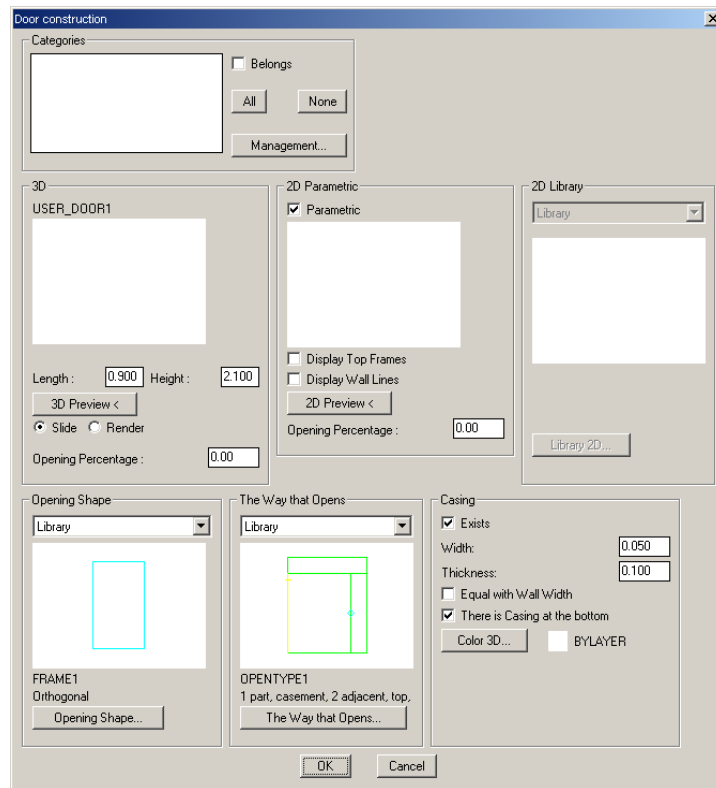 Door construction
Categories
Belongs
All
None
Management...
3D
USER_DOOR1
Length :
0.900
Height :
2.100
3D Preview <
Slide
Render
Opening Percentage :
0.00
2D Parametric
Parametric
Display Top Frames
Display Wall Lines
2D Preview <
Opening Percentage :
0.00
2D Library
Library
Library 2D...
Opening Shape
Library
FRAME1
Orthogonal
Opening Shape...
The Way that Opens
Library
OPENTYPE1
1 part, casement, 2 adjacent, top,
The Way that Opens...
Casing
Exists
Width:
0.050
Thickness:
0.100
Equal with Wall Width
There is Casing at the bottom
Color 3D...
BYLAYER
OK
Cancel